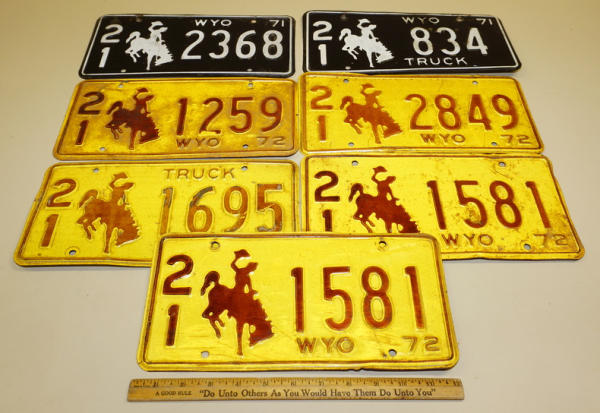 WYO 71
21 2368
71
21 834
TRUCK
21 1259
WYO 72
21 2849
WYO 72
TRUCK
21 1695
21 1581
WYO 72
21 1581
WYO 72
A GOOD RULE "Do Unto Others As You Would Have Them Do Unto You"